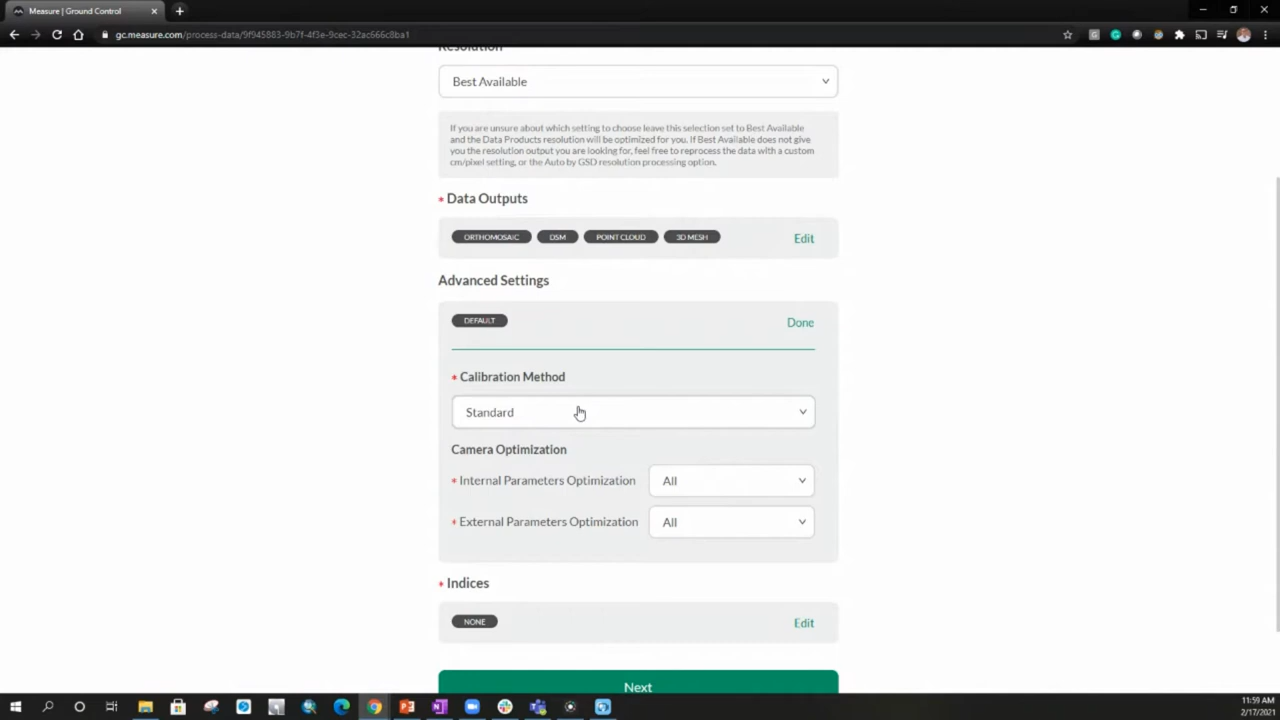 Measure | Ground Control
gc.measure.com/process-data/9f945883-9b7f-4f3e-9cec-32ac666c8ba1
Resolution
Best Available
If you are unsure about which setting to choose leave this selection set to Best Available
and the Data Products resolution will be optimized for you. If Best Available does not give
you the resolution output you are looking for, feel free to reprocess the data with a custom
cm/pixel setting, or the Auto by GSD resolution processing option.
* Data Outputs
ORTHOMOSAIC DSM POINT CLOUD 3D MESH Edit
Advanced Settings
DEFAULT Done
* Calibration Method
Standard
Camera Optimization
* Internal Parameters Optimization All
* External Parameters Optimization All
* Indices
NONE Edit
Next
11:59 AM
2/17/2021